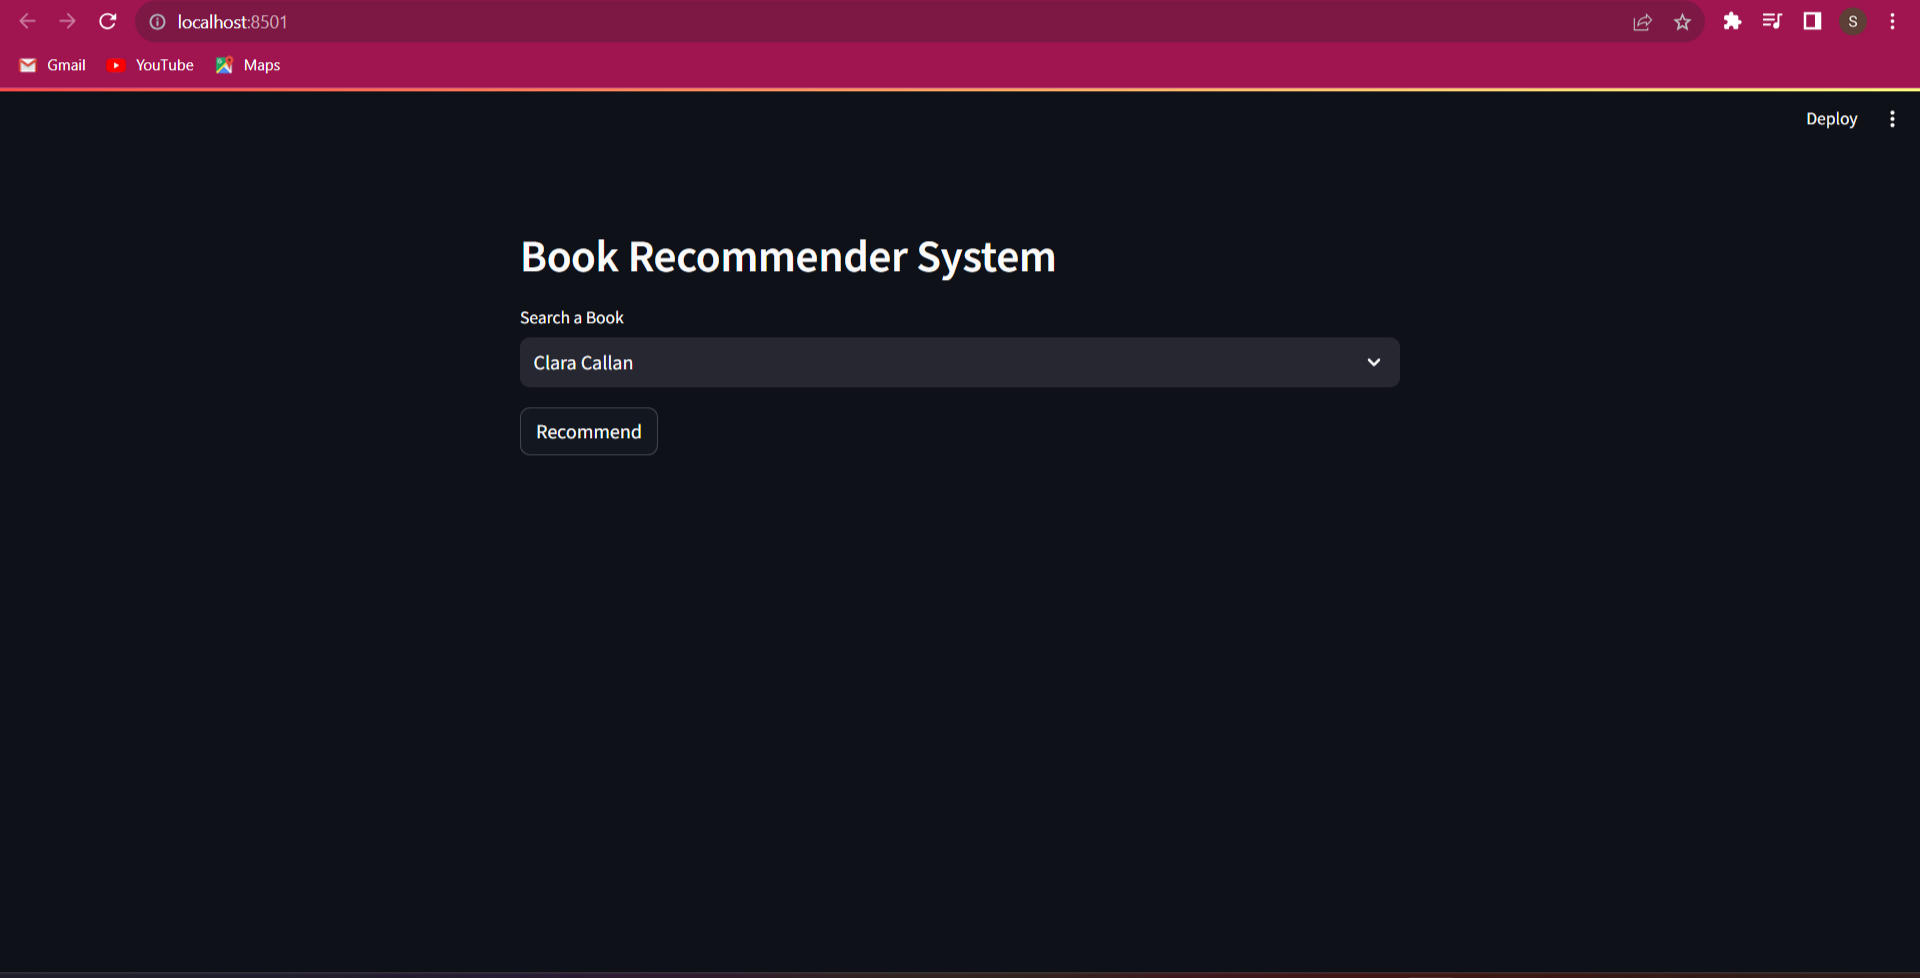 localhost:8501
S
Gmail YouTube Maps
Deploy
Book Recommender System
Search a Book
Clara Callan
Recommend